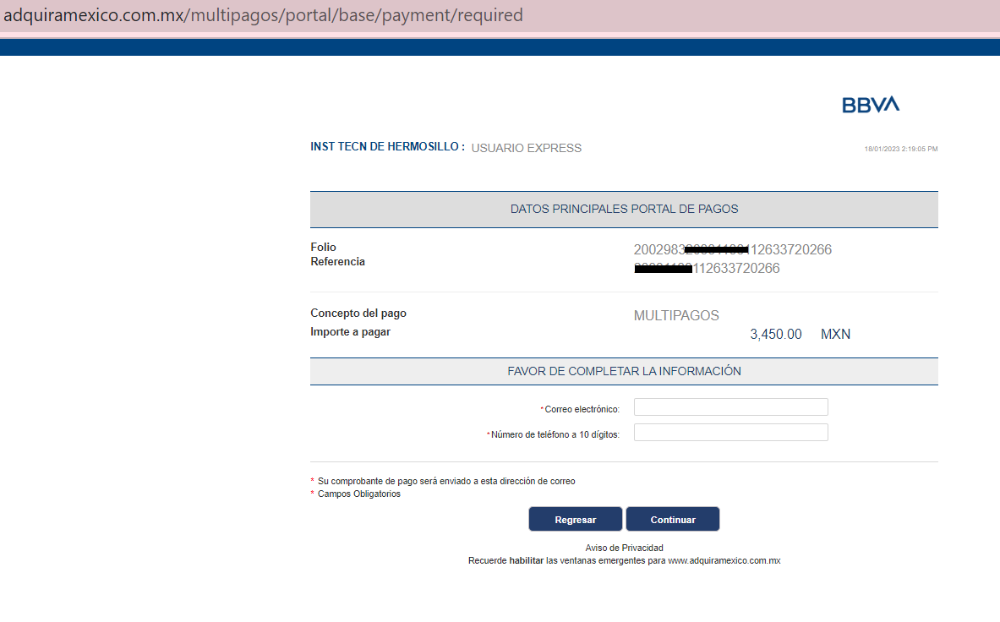 adquiramexico.com.mx/multipagos/portal/base/payment/required
BBVA
INST TECN DE HERMOSILLO : USUARIO EXPRESS
18/01/2023 2:19:05 PM
DATOS PRINCIPALES PORTAL DE PAGOS
Folio
2002983 12633720266
Referencia
112633720266
Concepto del pago MULTIPAGOS
Importe a pagar 3,450.00 MXN
FAVOR DE COMPLETAR LA INFORMACIÓN
*Correo electrónico:
*Número de teléfono a 10 dígitos:
* Su comprobante de pago será enviado a esta dirección de correo
* Campos Obligatorios
Regresar Continuar
Aviso de Privacidad
Recuerde habilitar las ventanas emergentes para www.adquiramexico.com.mx